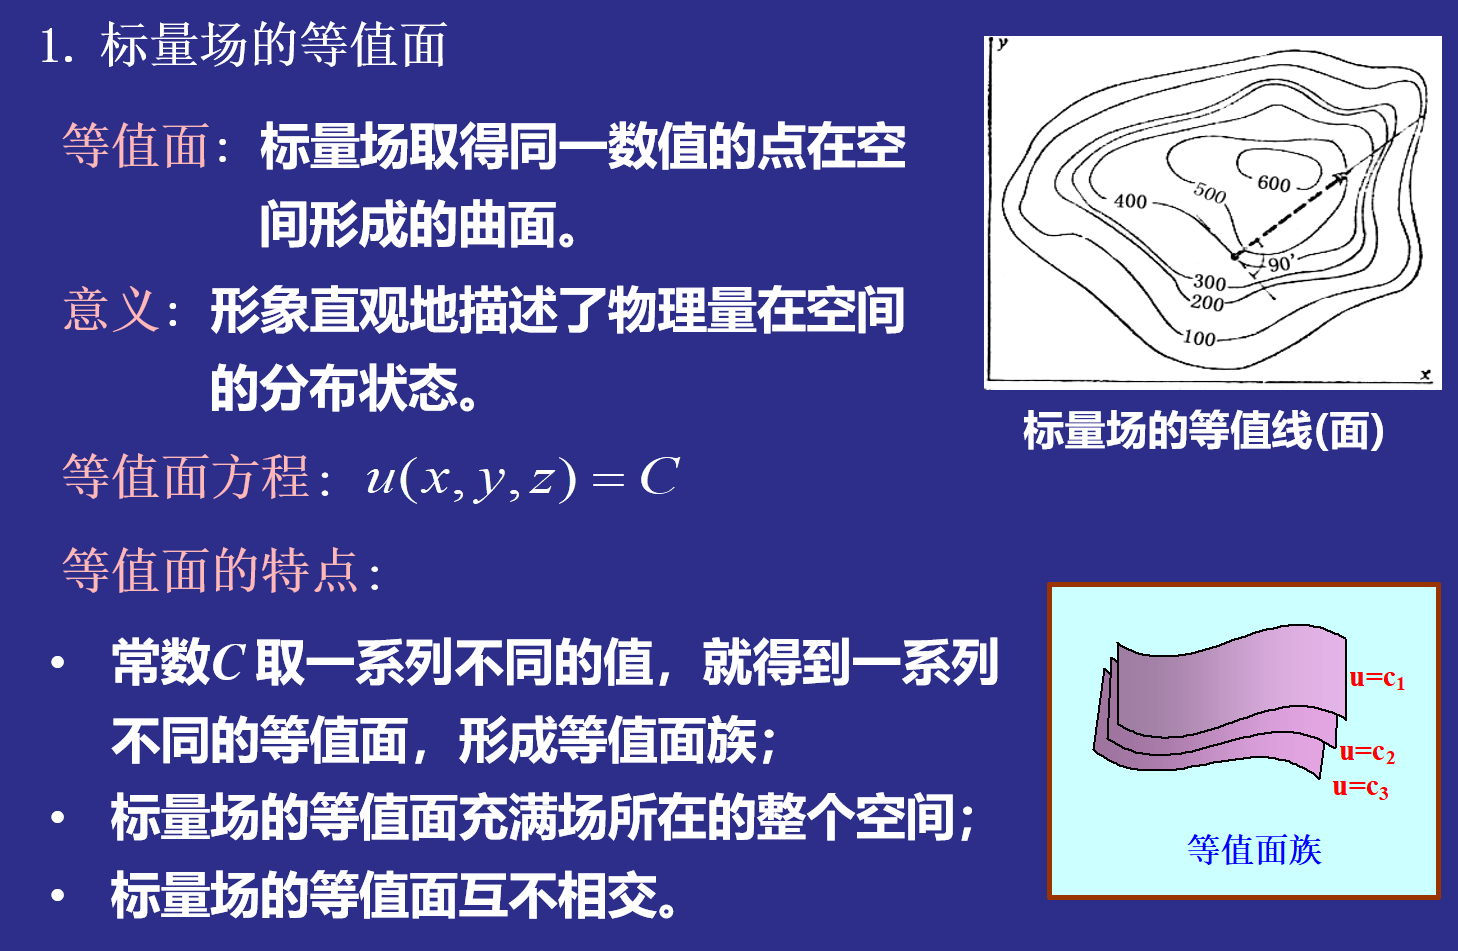 1. 标量场的等值面
等值面：标量场取得同一数值的点在空
间形成的曲面。
意义：形象直观地描述了物理量在空间
的分布状态。
等值面方程：u(x, y, z) = C
等值面的特点：
• 常数C 取一系列不同的值，就得到一系列
不同的等值面，形成等值面族；
• 标量场的等值面充满场所在的整个空间；
• 标量场的等值面互不相交。
y
600
500
400
90'
300
200
100
x
标量场的等值线(面)
u=c₁
u=c₂
u=c₃
等值面族